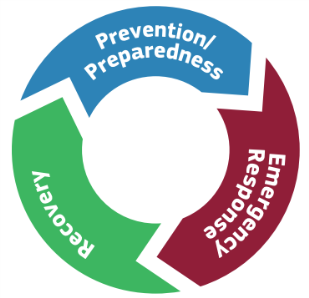 Prevention/
Preparedness
Emergency
Response
Recovery